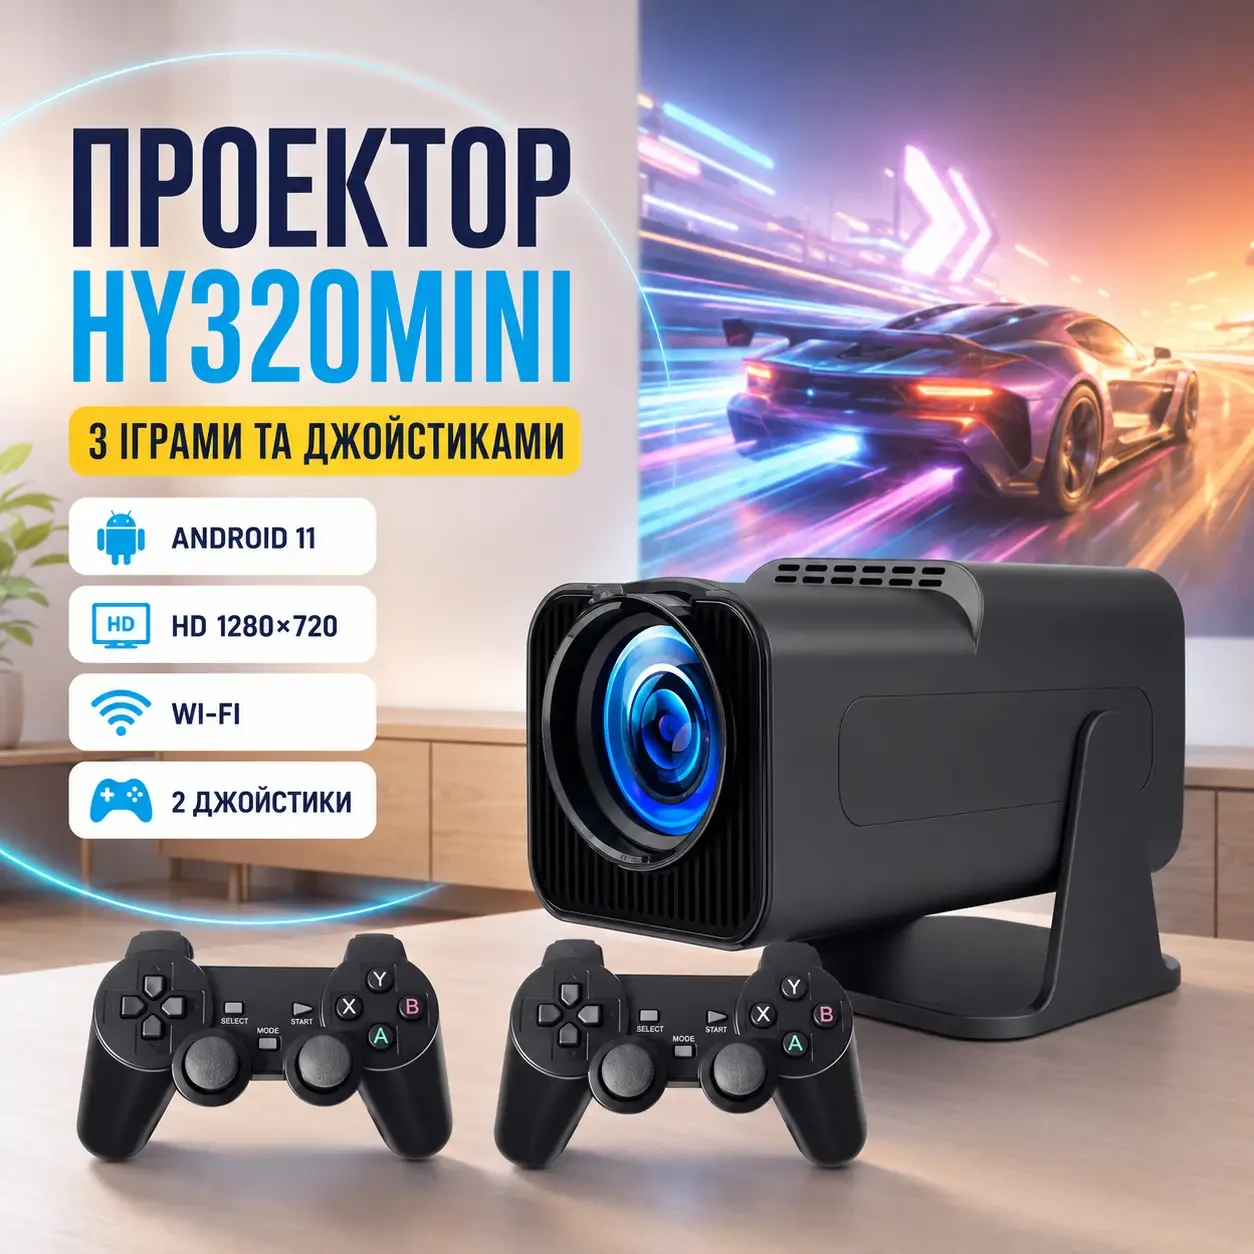 ПРОЕКТОР
HY320MINI
З ІГРАМИ ТА ДЖОЙСТИКАМИ
ANDROID 11
HD
HD 1280×720
WI-FI
2 ДЖОЙСТИКИ
SELECT
MODE
START
Y
X
B
A
SELECT
MODE
START
Y
X
B
A